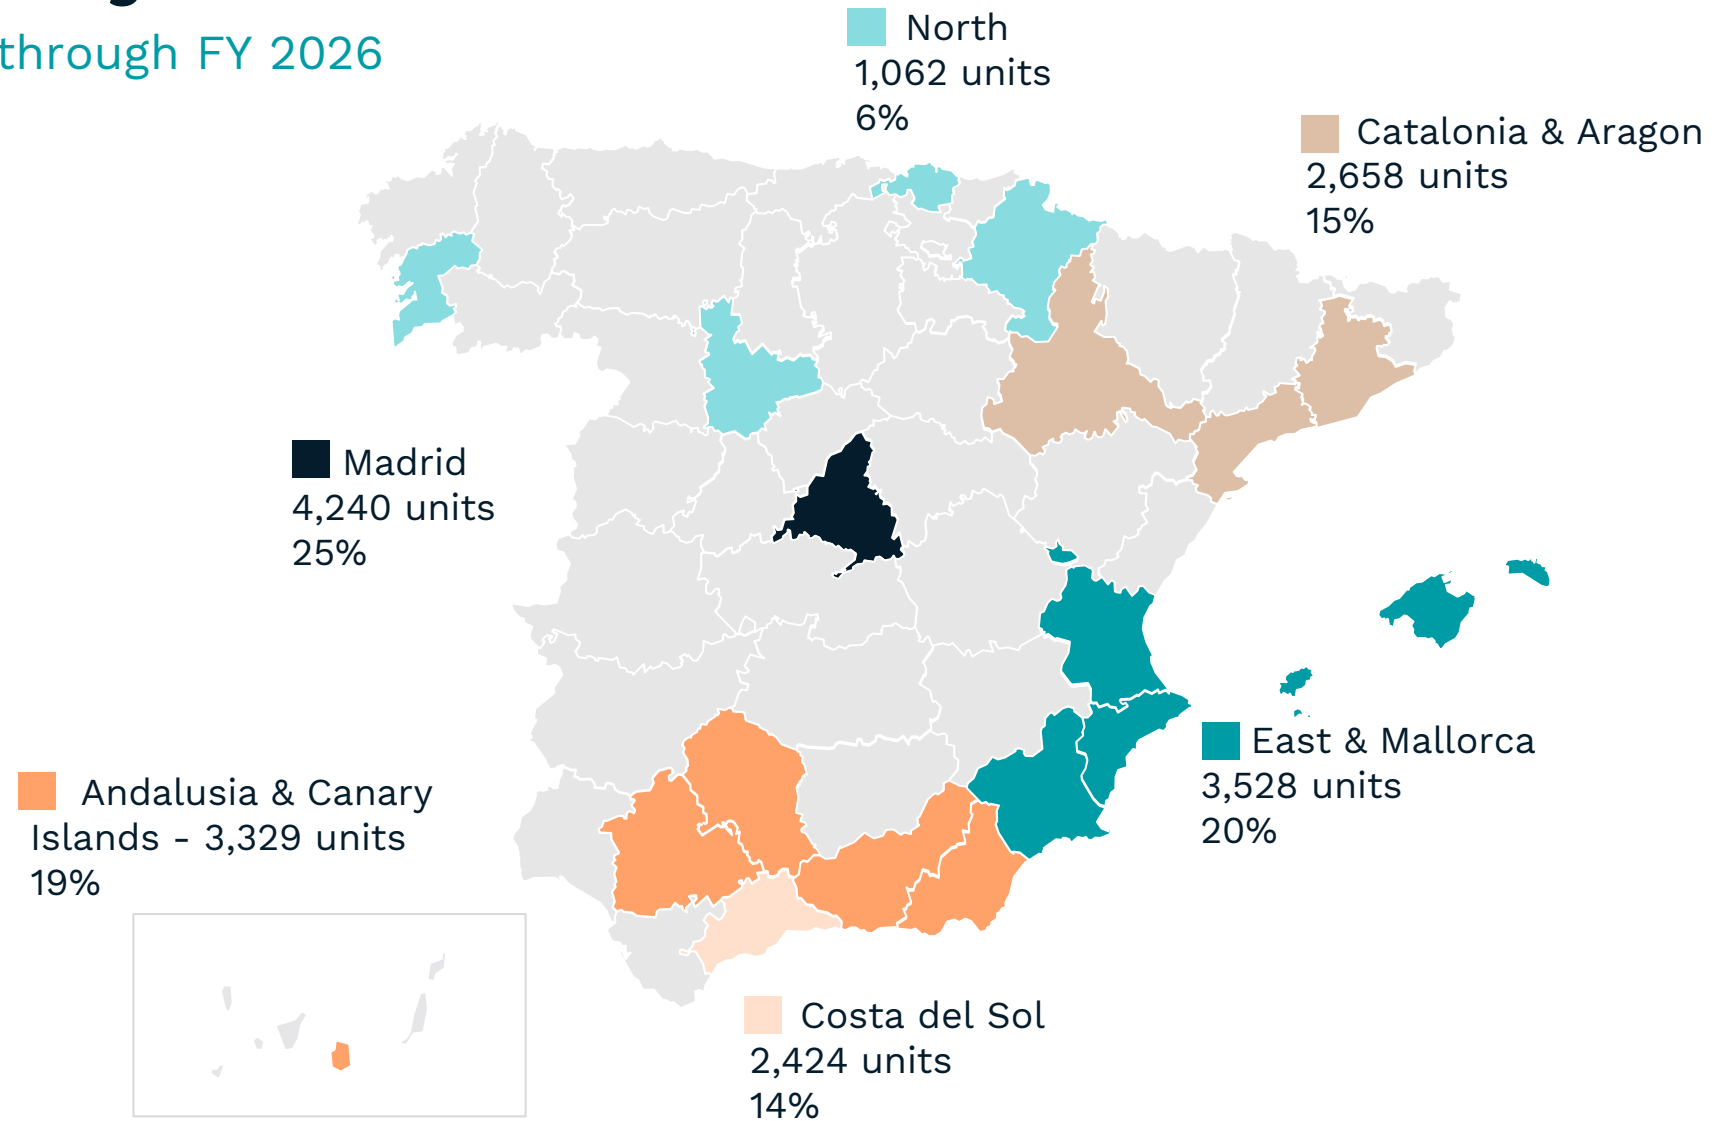 through FY 2026
North
1,062 units
6%
Catalonia & Aragon
2,658 units
15%
Madrid
4,240 units
25%
East & Mallorca
3,528 units
20%
Andalusia & Canary
Islands - 3,329 units
19%
Costa del Sol
2,424 units
14%